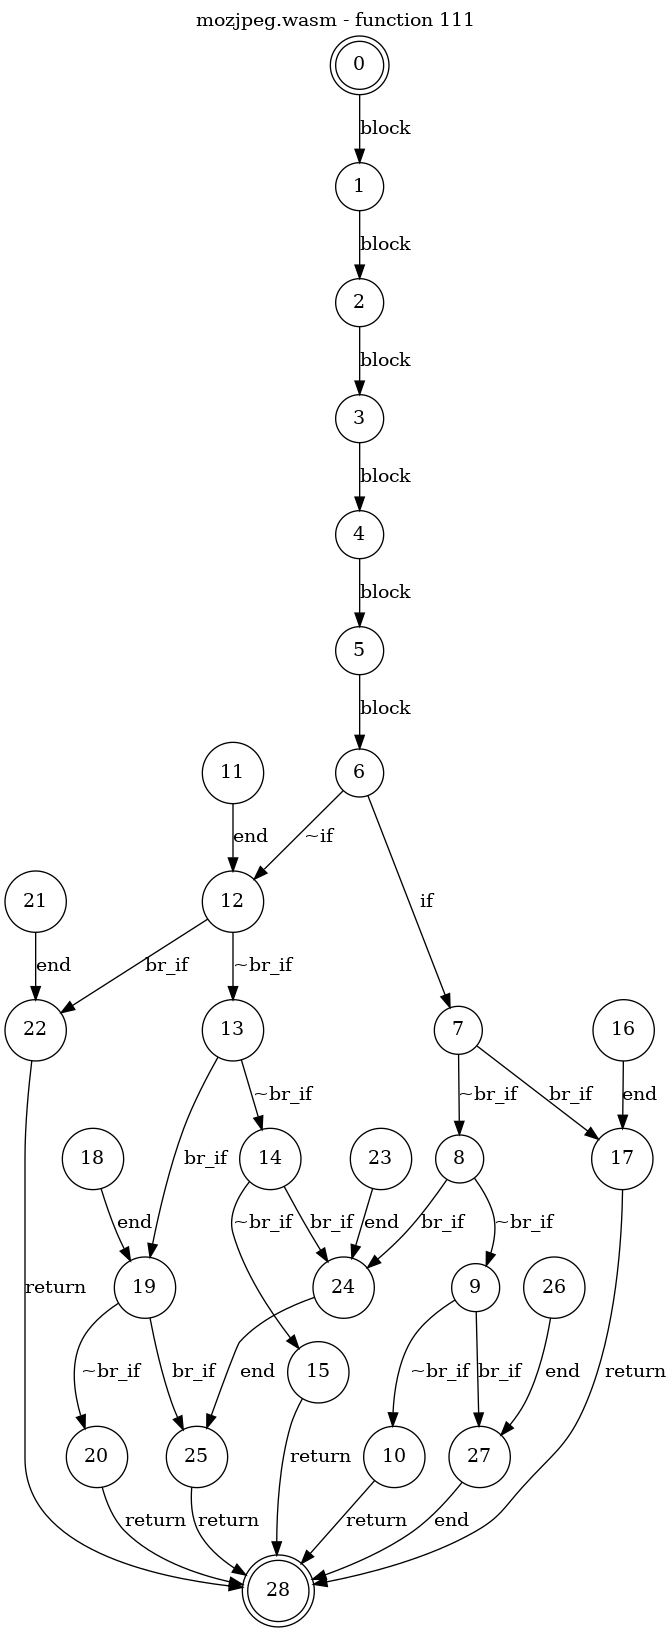 mozjpeg.wasm - function 111
0
block
1
block
2
block
3
block
4
block
5
block
11
6
end
~if
21
12
if
end
br_if
~br_if
22
13
7
16
~br_if
~br_if
br_if
end
18
br_if
14
23
8
17
end
~br_if
br_if
end
br_if
~br_if
return
19
24
9
26
~br_if
br_if
end
15
~br_if
br_if
end
return
20
25
return
10
27
return
return
return
end
28